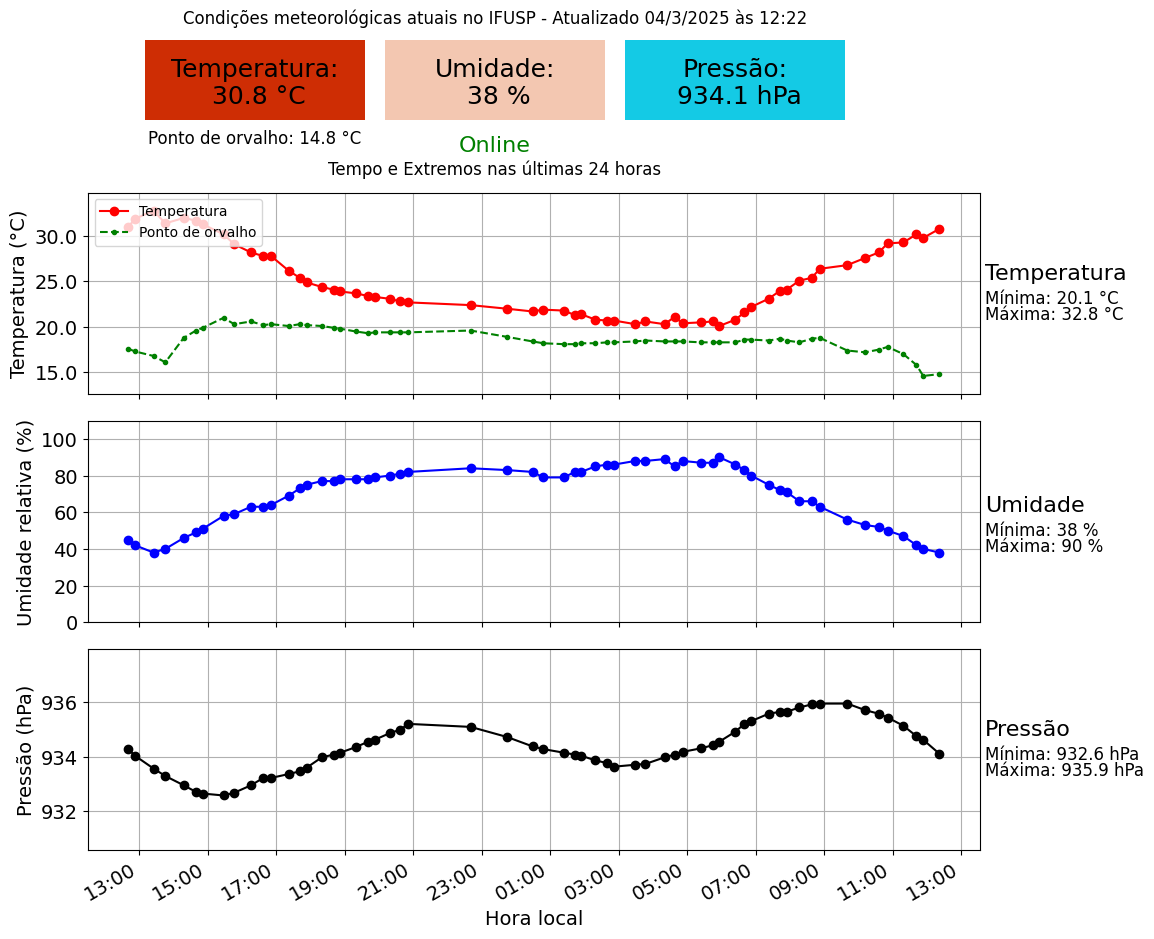 Condições meteorológicas atuais no IFUSP - Atualizado 04/3/2025 às 12:22
Temperatura:
30.8 °C
Umidade:
38 %
Pressão:
934.1 hPa
Ponto de orvalho: 14.8 °C
Online
Tempo e Extremos nas últimas 24 horas
Temperatura (°C)
30.0
25.0
20.0
15.0
Temperatura
Ponto de orvalho
Temperatura
Mínima: 20.1 °C
Máxima: 32.8 °C
Umidade relativa (%)
100
80
60
40
20
0
Umidade
Mínima: 38 %
Máxima: 90 %
Pressão (hPa)
936
934
932
Pressão
Mínima: 932.6 hPa
Máxima: 935.9 hPa
13:00 15:00 17:00 19:00 21:00 23:00 01:00 03:00 05:00 07:00 09:00 11:00 13:00
Hora local